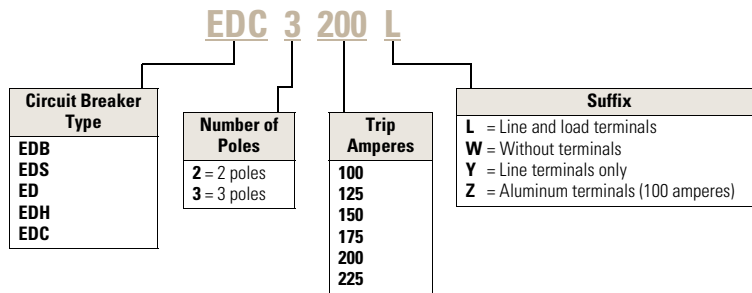 EDC 3 200 L
Circuit Breaker
Type
EDB
EDS
ED
EDH
EDC
Number of
Poles
2 = 2 poles
3 = 3 poles
Trip
Amperes
100
125
150
175
200
225
Suffix
L = Line and load terminals
W = Without terminals
Y = Line terminals only
Z = Aluminum terminals (100 amperes)